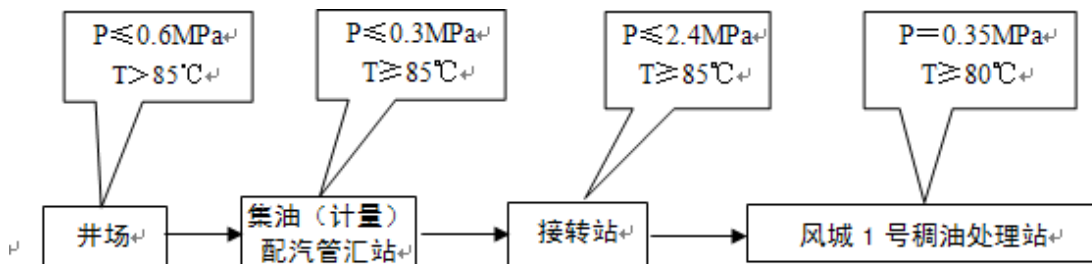 P≤0.6MPa
T＞85℃
P≤0.3MPa
T≥85℃
P≤2.4MPa
T≥85℃
P＝0.35MPa
T≥80℃
井场
集油（计量）
配汽管汇站
接转站
风城 1 号稠油处理站